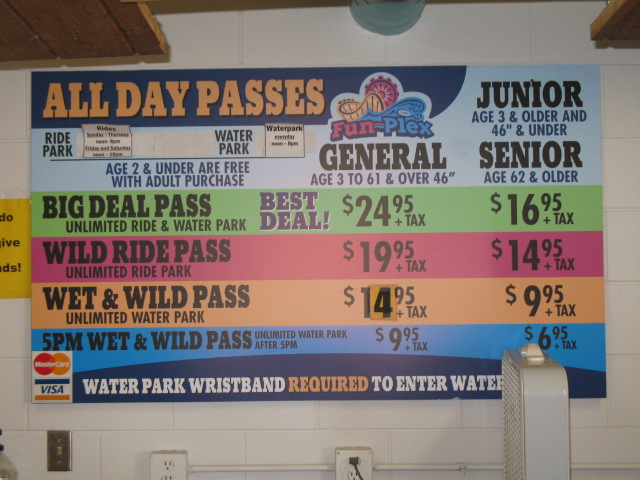 ALL DAY PASSES
Fun-Plex
JUNIOR
AGE 3 & OLDER AND
46" & UNDER
RIDE PARK
Rides
Sunday - Thursday
noon - 8pm
Friday and Saturday
noon - 10pm
WATER PARK
Waterpark
everyday
noon - 8pm
AGE 2 & UNDER ARE FREE
WITH ADULT PURCHASE
GENERAL
AGE 3 TO 61 & OVER 46"
SENIOR
AGE 62 & OLDER
BIG DEAL PASS
UNLIMITED RIDE & WATER PARK
BEST DEAL!
$24.95 + TAX
$16.95 + TAX
WILD RIDE PASS
UNLIMITED RIDE PARK
$19.95 + TAX
$14.95 + TAX
WET & WILD PASS
UNLIMITED WATER PARK
$14.95 + TAX
$9.95 + TAX
5PM WET & WILD PASS
UNLIMITED WATER PARK
AFTER 5PM
$9.95 + TAX
$6.95 + TAX
MasterCard
VISA
WATER PARK WRISTBAND REQUIRED TO ENTER WATER
do
give
nds!